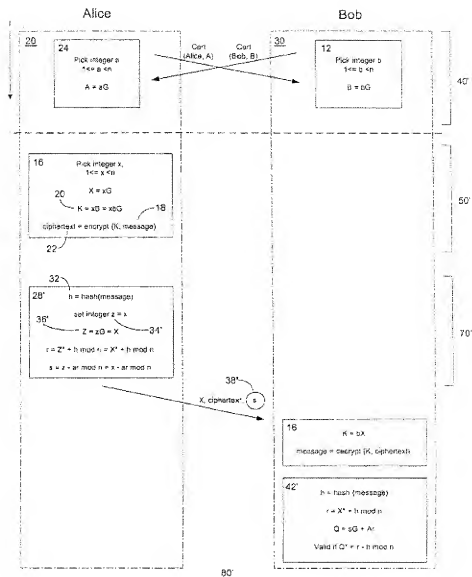 Alice
Bob
20
24
Pick integer a
1<= a <n
A = aG
Cert
(Alice, A)
Cert
(Bob, B)
30
12
Pick integer b
1<= b <n
B = bG
40'
16
Pick integer x,
1<= x <n
X = xG
20
K = xB = xbG
18
ciphertext = encrypt (K, message)
22
50'
32
28'
h = hash(message)
set integer z = x
36'
Z = xG = X
34'
r = Z* + h mod n = X* + h mod n
s = z - ar mod n = x - ar mod n
70'
38'
X, ciphertext, s
16
K = bX
message = decrypt (K, ciphertext)
42'
h = hash (message)
r = X* + h mod n
Q = sG + Ar
Valid if Q* = r - h mod n
80'